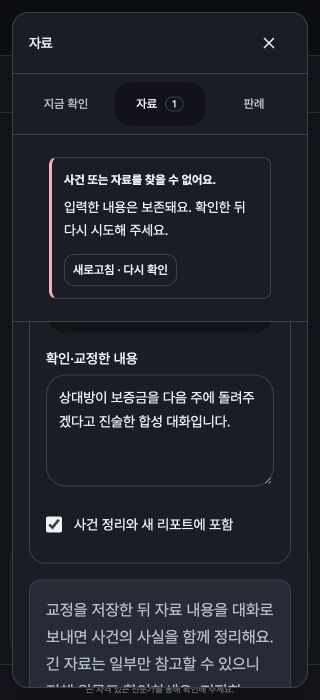 자료
지금 확인
자료 1
판례
사건 또는 자료를 찾을 수 없어요.
입력한 내용은 보존돼요. 확인한 뒤
다시 시도해 주세요.
새로고침 · 다시 확인
확인·교정한 내용
상대방이 보증금을 다음 주에 돌려주
겠다고 진술한 합성 대화입니다.
사건 정리와 새 리포트에 포함
교정을 저장한 뒤 자료 내용을 대화로
보내면 사건의 사실을 함께 정리해요.
긴 자료는 일부만 참고할 수 있으니